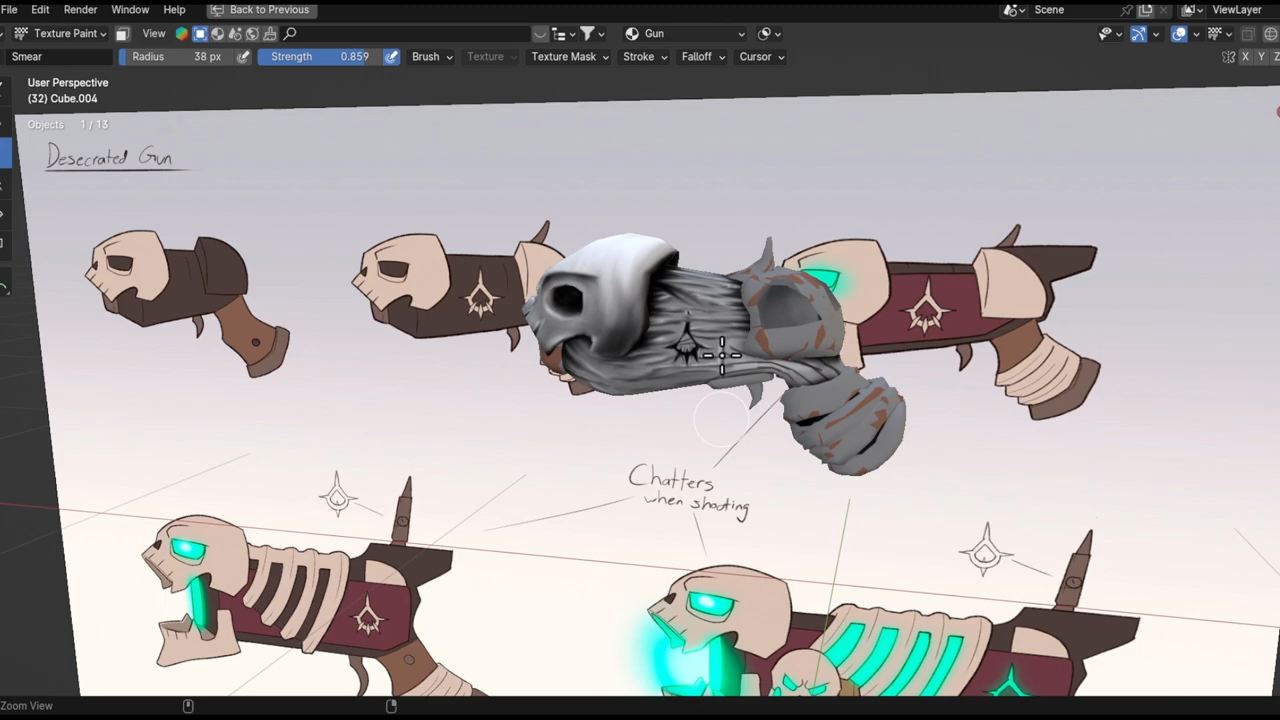 File Edit Render Window Help Back to Previous Scene ViewLayer
Texture Paint View Gun
Smear Radius 38 px Strength 0.859 Brush Texture Texture Mask Stroke Falloff Cursor X Y Z
User Perspective
(32) Cube.004
Objects 1 / 13
Desecrated Gun
Chatters
when shooting
Zoom View